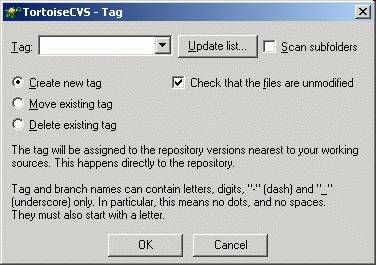 TortoiseCVS - Tag
Tag: Update list... Scan subfolders
Create new tag Check that the files are unmodified
Move existing tag
Delete existing tag
The tag will be assigned to the repository versions nearest to your working
sources. This happens directly to the repository.
Tag and branch names can contain letters, digits, "-" (dash) and "_"
(underscore) only. In particular, this means no dots, and no spaces.
They must also start with a letter.
OK Cancel